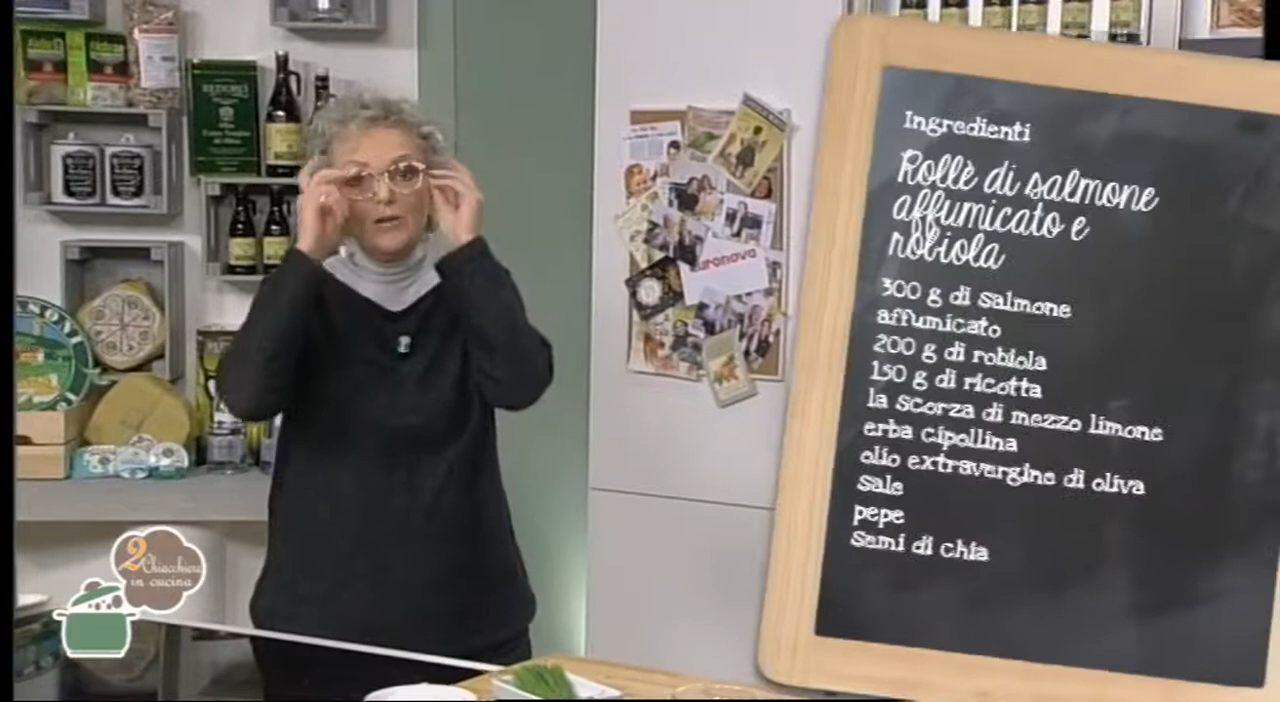 Ingredienti
Rollè di salmone
affumicato e
robiola
300 g di salmone
affumicato
200 g di robiola
150 g di ricotta
la scorza di mezzo limone
erba cipollina
olio extravergine di oliva
sale
pepe
semi di chia
2
Chiacchiere
in cucina